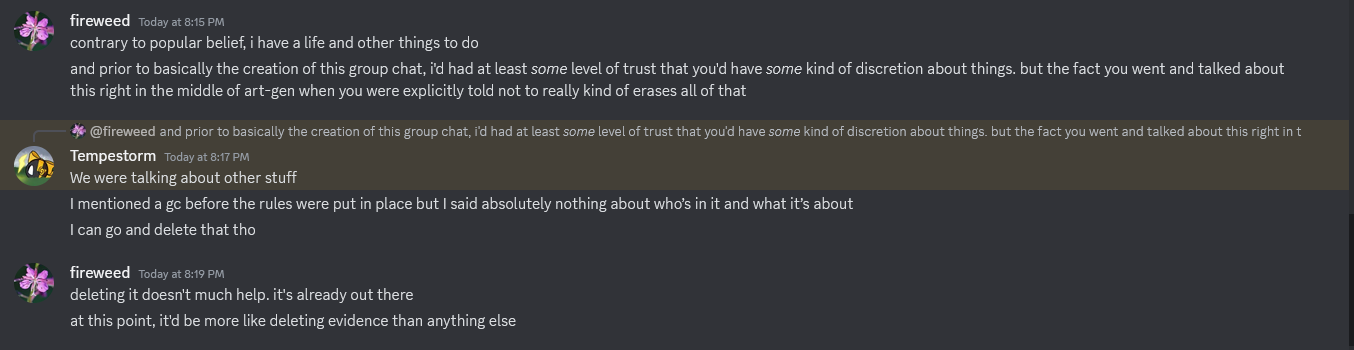 fireweed Today at 8:15 PM
contrary to popular belief, i have a life and other things to do
and prior to basically the creation of this group chat, i'd had at least some level of trust that you'd have some kind of discretion about things. but the fact you went and talked about
this right in the middle of art-gen when you were explicitly told not to really kind of erases all of that
@fireweed and prior to basically the creation of this group chat, i'd had at least some level of trust that you'd have some kind of discretion about things. but the fact you went and talked about this right in t
Tempestorm Today at 8:17 PM
We were talking about other stuff
I mentioned a gc before the rules were put in place but I said absolutely nothing about who's in it and what it's about
I can go and delete that tho
fireweed Today at 8:19 PM
deleting it doesn't much help. it's already out there
at this point, it'd be more like deleting evidence than anything else